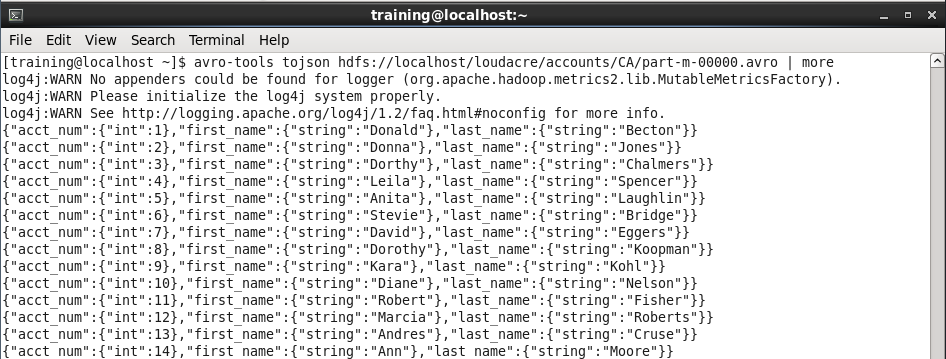 training@localhost:~
File Edit View Search Terminal Help
[training@localhost ~]$ avro-tools tojson hdfs://localhost/loudacre/accounts/CA/part-m-00000.avro | more
log4j:WARN No appenders could be found for logger (org.apache.hadoop.metrics2.lib.MutableMetricsFactory).
log4j:WARN Please initialize the log4j system properly.
log4j:WARN See http://logging.apache.org/log4j/1.2/faq.html#noconfig for more info.
{"acct_num":{"int":1},"first_name":{"string":"Donald"},"last_name":{"string":"Becton"}}
{"acct_num":{"int":2},"first_name":{"string":"Donna"},"last_name":{"string":"Jones"}}
{"acct_num":{"int":3},"first_name":{"string":"Dorthy"},"last_name":{"string":"Chalmers"}}
{"acct_num":{"int":4},"first_name":{"string":"Leila"},"last_name":{"string":"Spencer"}}
{"acct_num":{"int":5},"first_name":{"string":"Anita"},"last_name":{"string":"Laughlin"}}
{"acct_num":{"int":6},"first_name":{"string":"Stevie"},"last_name":{"string":"Bridge"}}
{"acct_num":{"int":7},"first_name":{"string":"David"},"last_name":{"string":"Eggers"}}
{"acct_num":{"int":8},"first_name":{"string":"Dorothy"},"last_name":{"string":"Koopman"}}
{"acct_num":{"int":9},"first_name":{"string":"Kara"},"last_name":{"string":"Kohl"}}
{"acct_num":{"int":10},"first_name":{"string":"Diane"},"last_name":{"string":"Nelson"}}
{"acct_num":{"int":11},"first_name":{"string":"Robert"},"last_name":{"string":"Fisher"}}
{"acct_num":{"int":12},"first_name":{"string":"Marcia"},"last_name":{"string":"Roberts"}}
{"acct_num":{"int":13},"first_name":{"string":"Andres"},"last_name":{"string":"Cruse"}}
{"acct_num":{"int":14},"first_name":{"string":"Ann"},"last_name":{"string":"Moore"}}